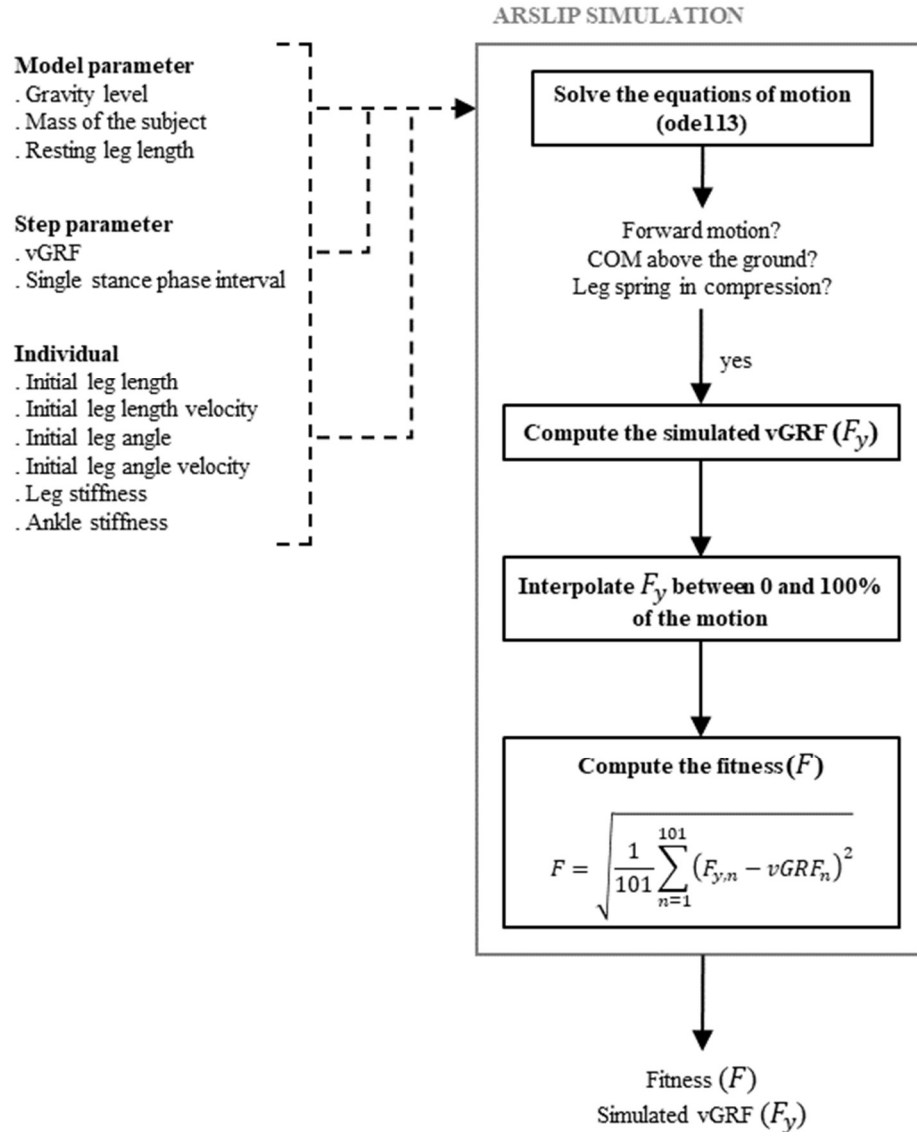 ARSLIP SIMULATION
Model parameter
. Gravity level
. Mass of the subject
. Resting leg length
Step parameter
. vGRF
. Single stance phase interval
Individual
. Initial leg length
. Initial leg length velocity
. Initial leg angle
. Initial leg angle velocity
. Leg stiffness
. Ankle stiffness
Solve the equations of motion
(ode113)
Forward motion?
COM above the ground?
Leg spring in compression?
yes
Compute the simulated vGRF (F_y)
Interpolate F_y between 0 and 100%
of the motion
Compute the fitness (F)
F = √(1/101 ∑_{n=1}^{101} (F_{y,n} − vGRF_n)^2)
Fitness (F)
Simulated vGRF (F_y)